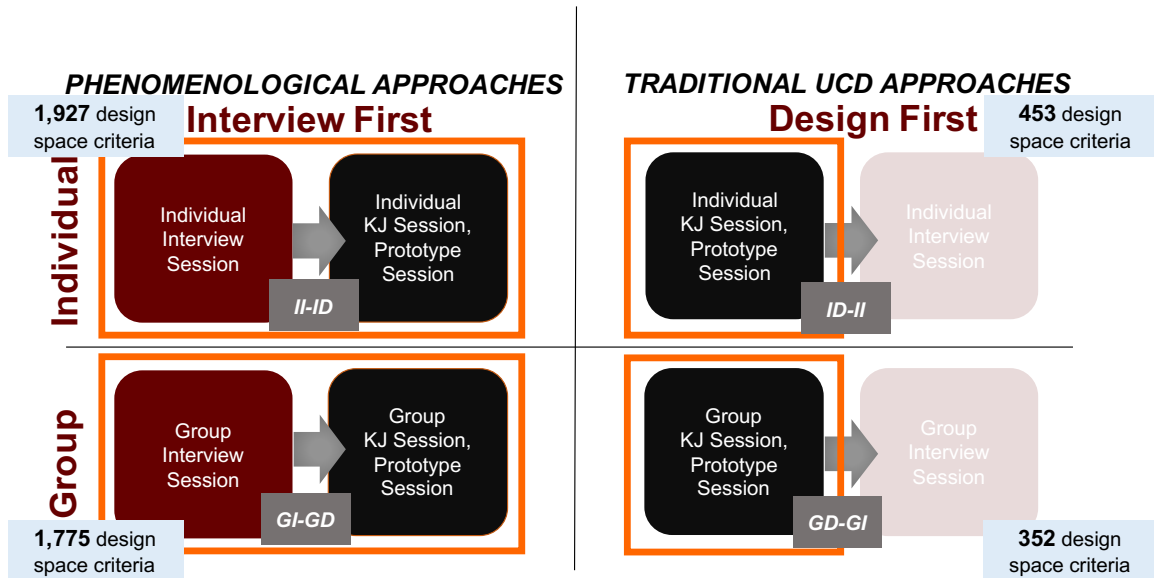 PHENOMENOLOGICAL APPROACHES
Interview First
1,927 design
space criteria
Individual
Individual
Interview
Session
Individual
KJ Session,
Prototype
Session
II-ID
TRADITIONAL UCD APPROACHES
Design First
453 design
space criteria
Individual
KJ Session,
Prototype
Session
Individual
Interview
Session
ID-II
Group
Group
Interview
Session
Group
KJ Session,
Prototype
Session
GI-GD
1,775 design
space criteria
Group
KJ Session,
Prototype
Session
Group
Interview
Session
GD-GI
352 design
space criteria